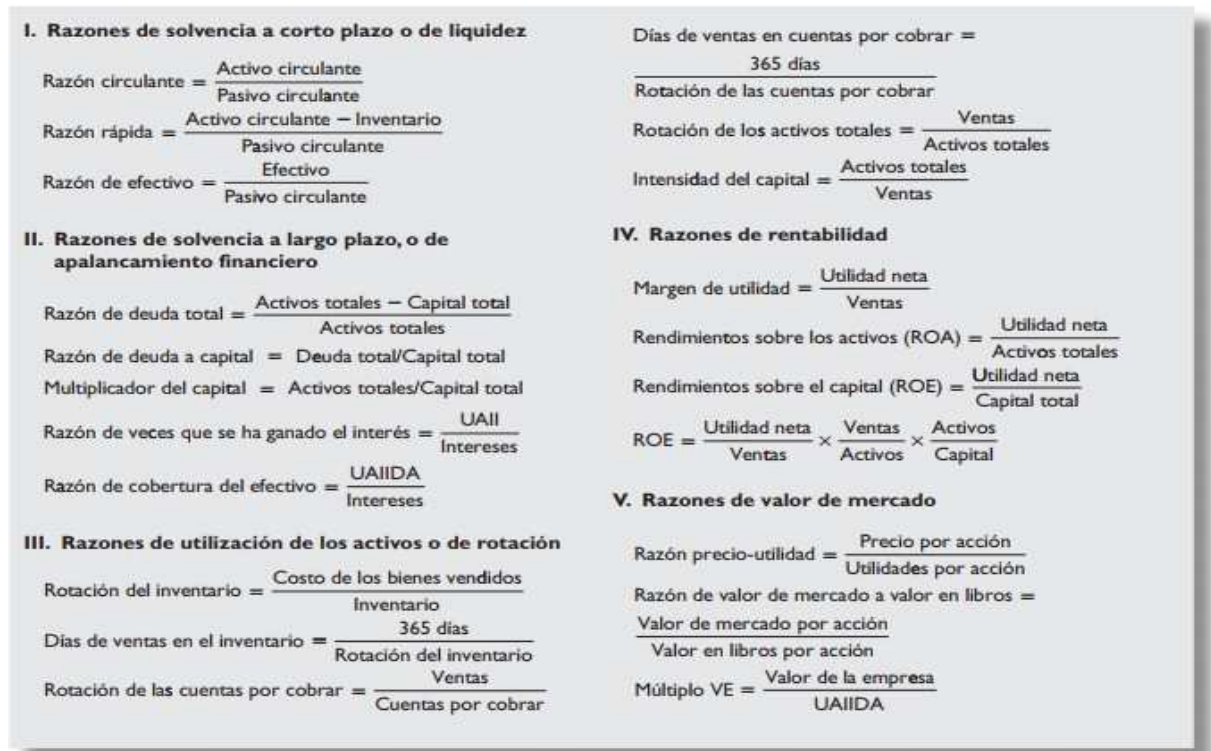 I. Razones de solvencia a corto plazo o de liquidez
Razón circulante = Activo circulante / Pasivo circulante
Razón rápida = Activo circulante − Inventario / Pasivo circulante
Razón de efectivo = Efectivo / Pasivo circulante
II. Razones de solvencia a largo plazo, o de
apalancamiento financiero
Razón de deuda total = Activos totales − Capital total / Activos totales
Razón de deuda a capital = Deuda total/Capital total
Multiplicador del capital = Activos totales/Capital total
Razón de veces que se ha ganado el interés = UAII / Intereses
Razón de cobertura del efectivo = UAIIDA / Intereses
III. Razones de utilización de los activos o de rotación
Rotación del inventario = Costo de los bienes vendidos / Inventario
Días de ventas en el inventario = 365 días / Rotación del inventario
Rotación de las cuentas por cobrar = Ventas / Cuentas por cobrar
Días de ventas en cuentas por cobrar =
365 días / Rotación de las cuentas por cobrar
Rotación de los activos totales = Ventas / Activos totales
Intensidad del capital = Activos totales / Ventas
IV. Razones de rentabilidad
Margen de utilidad = Utilidad neta / Ventas
Rendimientos sobre los activos (ROA) = Utilidad neta / Activos totales
Rendimientos sobre el capital (ROE) = Utilidad neta / Capital total
ROE = Utilidad neta / Ventas × Ventas / Activos × Activos / Capital
V. Razones de valor de mercado
Razón precio-utilidad = Precio por acción / Utilidades por acción
Razón de valor de mercado a valor en libros =
Valor de mercado por acción / Valor en libros por acción
Múltiplo VE = Valor de la empresa / UAIIDA